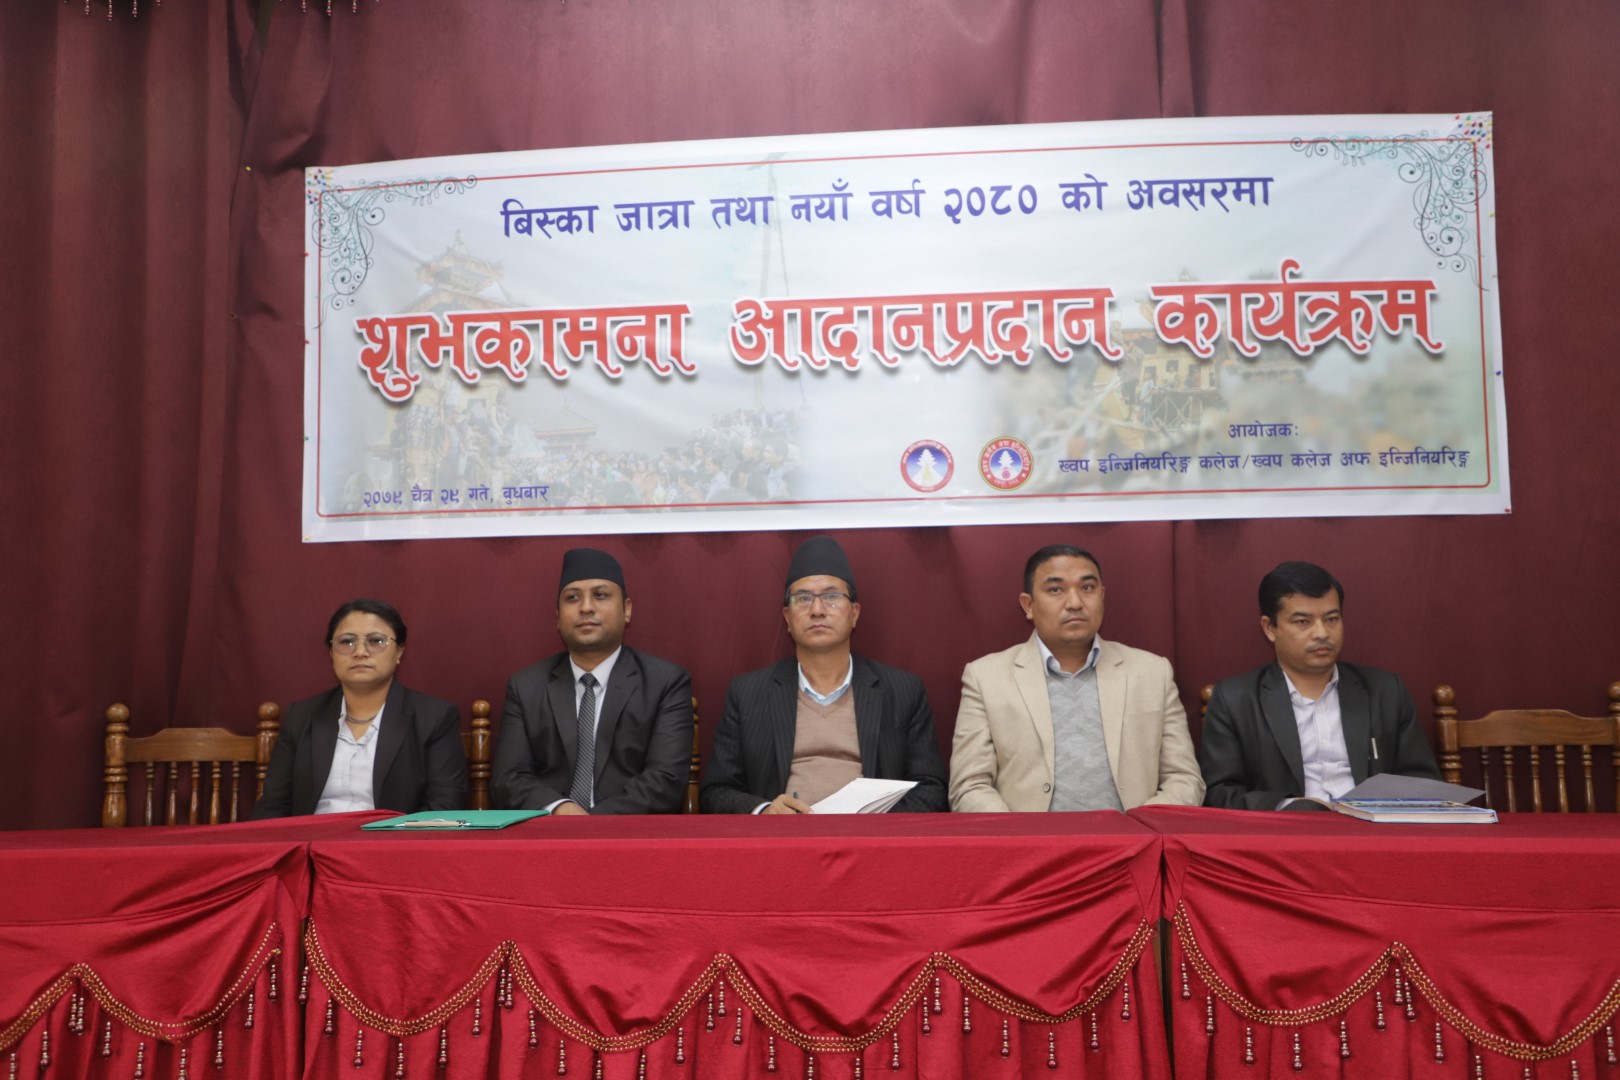 बिस्का जात्रा तथा नयाँ वर्ष २०८० को अवसरमा
शुभकामना आदानप्रदान कार्यक्रम
आयोजकः
ख्वप इन्जिनियरिङ्ग कलेज/ख्वप कलेज अफ इन्जिनियरिङ्ग
२०७९ चैत्र २९ गते, बुधबार